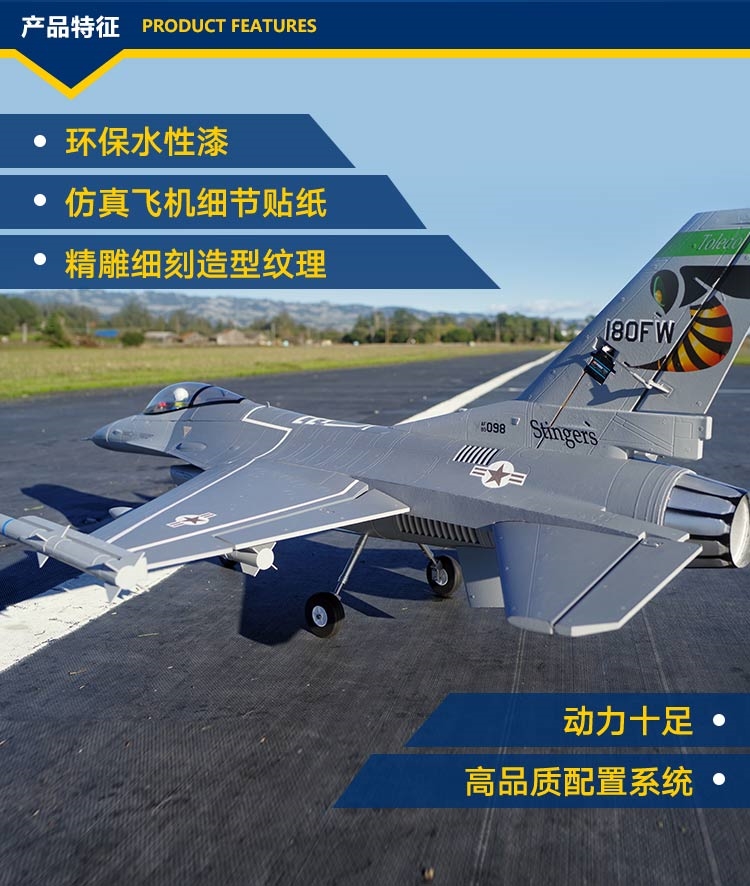 产品特征 PRODUCT FEATURES
环保水性漆
仿真飞机细节贴纸
精雕细刻造型纹理
Toledo
180FW
098
Stingers
动力十足
高品质配置系统